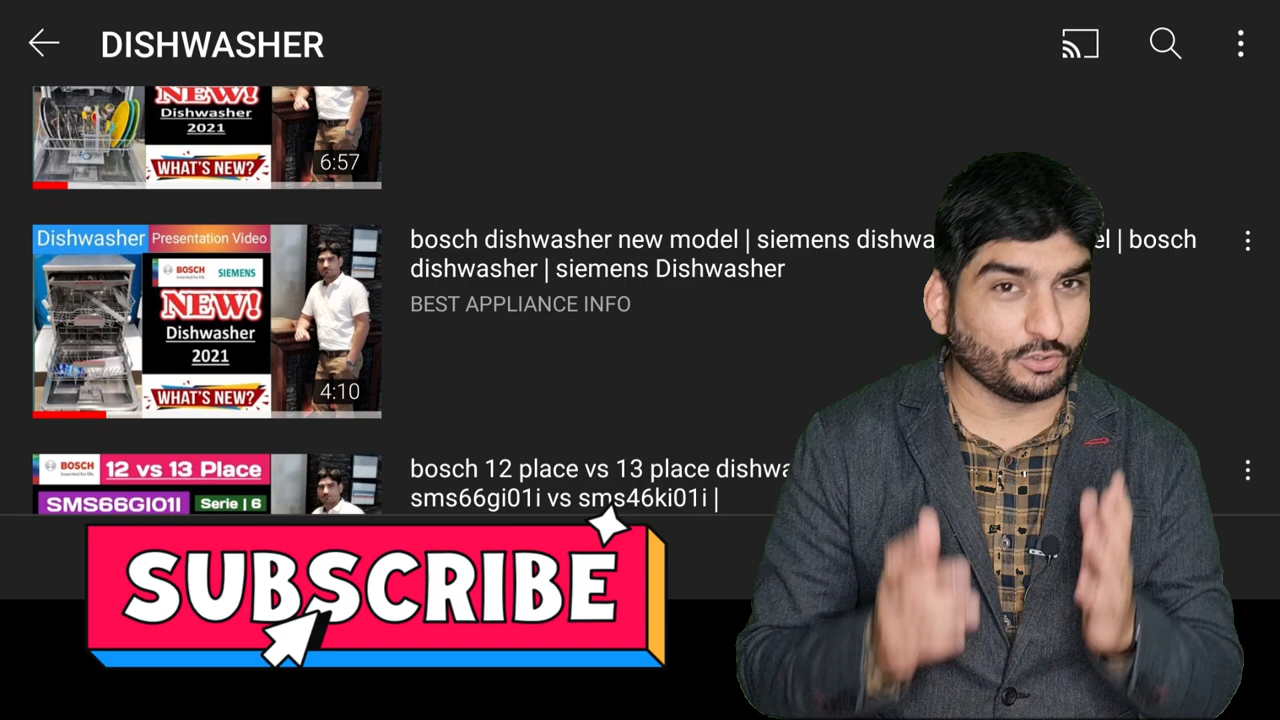 DISHWASHER
NEW!
Dishwasher
2021
WHAT'S NEW?
6:57
Dishwasher Presentation Video
BOSCH SIEMENS
NEW!
Dishwasher
2021
WHAT'S NEW?
4:10
bosch dishwasher new model | siemens dishwa el | bosch
dishwasher | siemens Dishwasher
BEST APPLIANCE INFO
BOSCH 12 vs 13 Place
SMS66GI01I Serie | 6
bosch 12 place vs 13 place dishwa
sms66gi01i vs sms46ki01i |
SUBSCRIBE